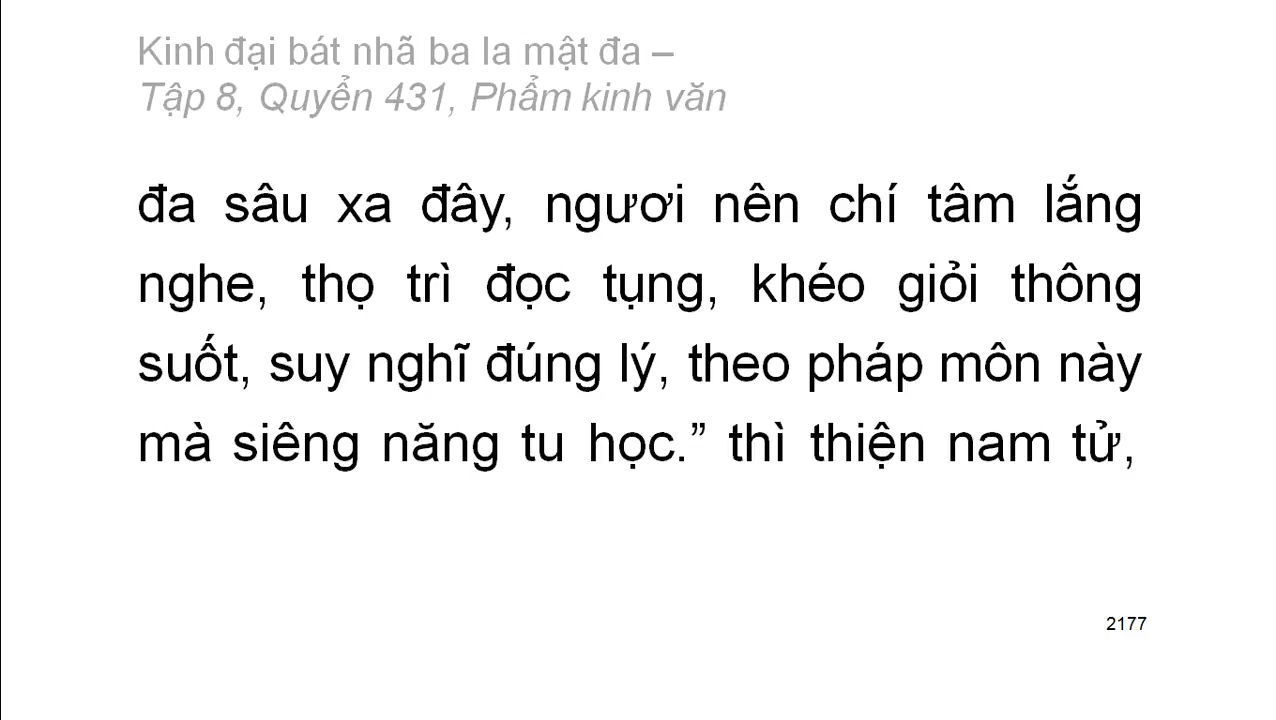 Kinh đại bát nhã ba la mật đa –
Tập 8, Quyển 431, Phẩm kinh văn
đa sâu xa đây, ngươi nên chí tâm lắng
nghe, thọ trì đọc tụng, khéo giỏi thông
suốt, suy nghĩ đúng lý, theo pháp môn này
mà siêng năng tu học.” thì thiện nam tử,
2177